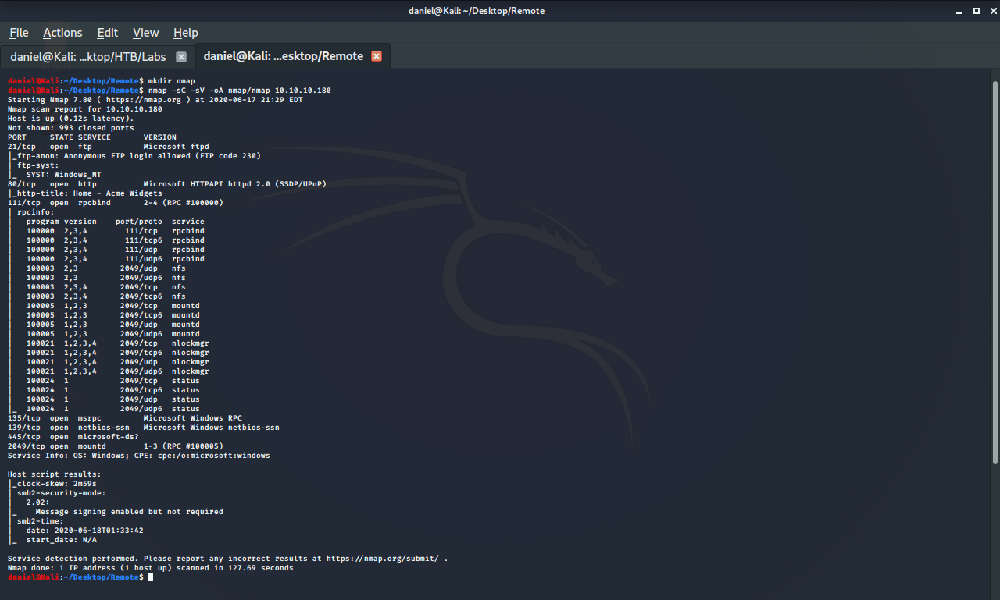 daniel@Kali: ~/Desktop/Remote
File Actions Edit View Help
daniel@Kali: ...ktop/HTB/Labs daniel@Kali: ...esktop/Remote
daniel@Kali:~/Desktop/Remote$ mkdir nmap
daniel@Kali:~/Desktop/Remote$ nmap -sC -sV -oA nmap/nmap 10.10.10.180
Starting Nmap 7.80 ( https://nmap.org ) at 2020-06-17 21:29 EDT
Nmap scan report for 10.10.10.180
Host is up (0.12s latency).
Not shown: 993 closed ports
PORT     STATE SERVICE       VERSION
21/tcp   open  ftp           Microsoft ftpd
|_ftp-anon: Anonymous FTP login allowed (FTP code 230)
| ftp-syst:
|_  SYST: Windows_NT
80/tcp   open  http          Microsoft HTTPAPI httpd 2.0 (SSDP/UPnP)
|_http-title: Home - Acme Widgets
111/tcp  open  rpcbind       2-4 (RPC #100000)
| rpcinfo:
|   program version    port/proto  service
|   100000  2,3,4        111/tcp   rpcbind
|   100000  2,3,4        111/tcp6  rpcbind
|   100000  2,3,4        111/udp   rpcbind
|   100000  2,3,4        111/udp6  rpcbind
|   100003  2,3         2049/udp   nfs
|   100003  2,3         2049/udp6  nfs
|   100003  2,3,4       2049/tcp   nfs
|   100003  2,3,4       2049/tcp6  nfs
|   100005  1,2,3       2049/tcp   mountd
|   100005  1,2,3       2049/tcp6  mountd
|   100005  1,2,3       2049/udp   mountd
|   100005  1,2,3       2049/udp6  mountd
|   100021  1,2,3,4     2049/tcp   nlockmgr
|   100021  1,2,3,4     2049/tcp6  nlockmgr
|   100021  1,2,3,4     2049/udp   nlockmgr
|   100021  1,2,3,4     2049/udp6  nlockmgr
|   100024  1           2049/tcp   status
|   100024  1           2049/tcp6  status
|   100024  1           2049/udp   status
|_  100024  1           2049/udp6  status
135/tcp  open  msrpc         Microsoft Windows RPC
139/tcp  open  netbios-ssn   Microsoft Windows netbios-ssn
445/tcp  open  microsoft-ds?
2049/tcp open  mountd        1-3 (RPC #100005)
Service Info: OS: Windows; CPE: cpe:/o:microsoft:windows
Host script results:
|_clock-skew: 2m59s
| smb2-security-mode:
|   2.02:
|_    Message signing enabled but not required
| smb2-time:
|   date: 2020-06-18T01:33:42
|_  start_date: N/A
Service detection performed. Please report any incorrect results at https://nmap.org/submit/ .
Nmap done: 1 IP address (1 host up) scanned in 127.69 seconds
daniel@Kali:~/Desktop/Remote$